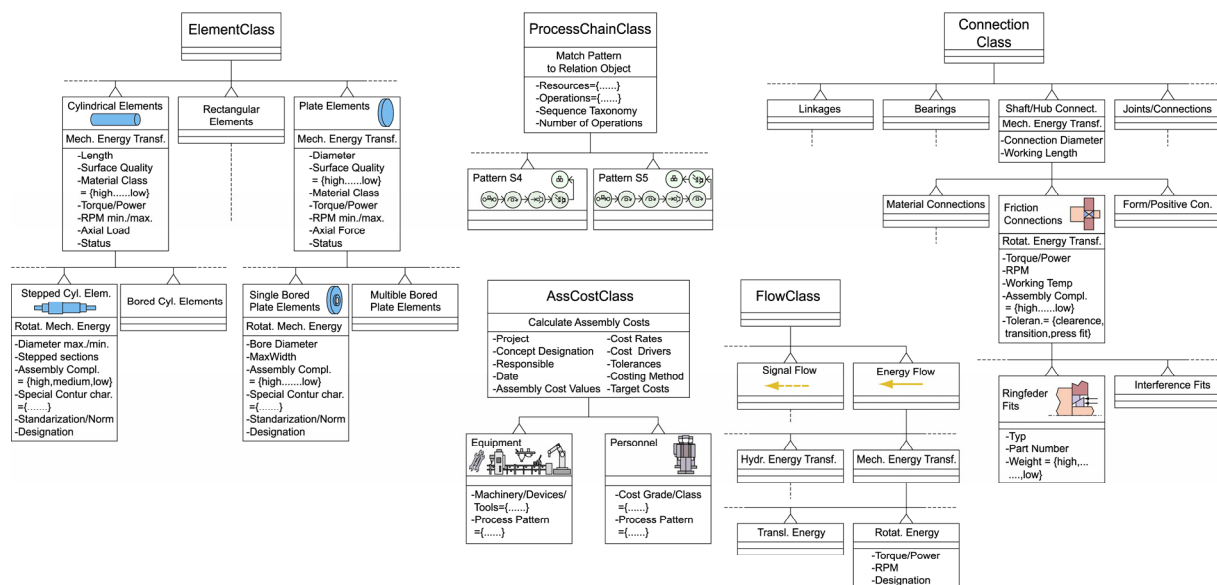 ElementClass
Cylindrical Elements
Mech. Energy Transf.
-Length
-Surface Quality
-Material Class
= {high......low}
-Torque/Power
-RPM min./max.
-Axial Load
-Status
Rectangular
Elements
Plate Elements
Mech. Energy Transf.
-Diameter
-Surface Quality
= {high......low}
-Material Class
-Torque/Power
-RPM min./max.
-Axial Force
-Status
Stepped Cyl. Elem.
Rotat. Mech. Energy
-Diameter max./min.
-Stepped sections
-Assembly Compl.
= {high,medium,low}
-Special Contur char.
={.......}
-Standarization/Norm
-Designation
Bored Cyl. Elements
Single Bored
Plate Elements
Rotat. Mech. Energy
-Bore Diameter
-MaxWidth
-Assembly Compl.
={high.......low}
-Special Contur char.
={.......}
-Standarization/Norm
-Designation
Multible Bored
Plate Elements
ProcessChainClass
Match Pattern
to Relation Object
-Resources={......}
-Operations={......}
-Sequence Taxonomy
-Number of Operations
Pattern S4
Pattern S5
AssCostClass
Calculate Assembly Costs
-Project
-Concept Designation
-Responsible
-Date
-Assembly Cost Values
-Cost Rates
-Cost Drivers
-Tolerances
-Costing Method
-Target Costs
Equipment
-Machinery/Devices/
Tools={......}
-Process Pattern
={......}
Personnel
-Cost Grade/Class
={......}
-Process Pattern
={......}
FlowClass
Signal Flow
Energy Flow
Hydr. Energy Transf.
Mech. Energy Transf.
Transl. Energy
Rotat. Energy
-Torque/Power
-RPM
-Designation
Connection
Class
Linkages
Bearings
Shaft/Hub Connect.
Mech. Energy Transf.
-Connection Diameter
-Working Length
Joints/Connections
Material Connections
Friction
Connections
Rotat. Energy Transf.
-Torque/Power
-RPM
-Working Temp
-Assembly Compl.
={high......low}
-Toleran.= {clearence,
transition,press fit}
Form/Positive Con.
Ringfeder
Fits
-Typ
-Part Number
-Weight = {high,...
....,low}
Interference Fits